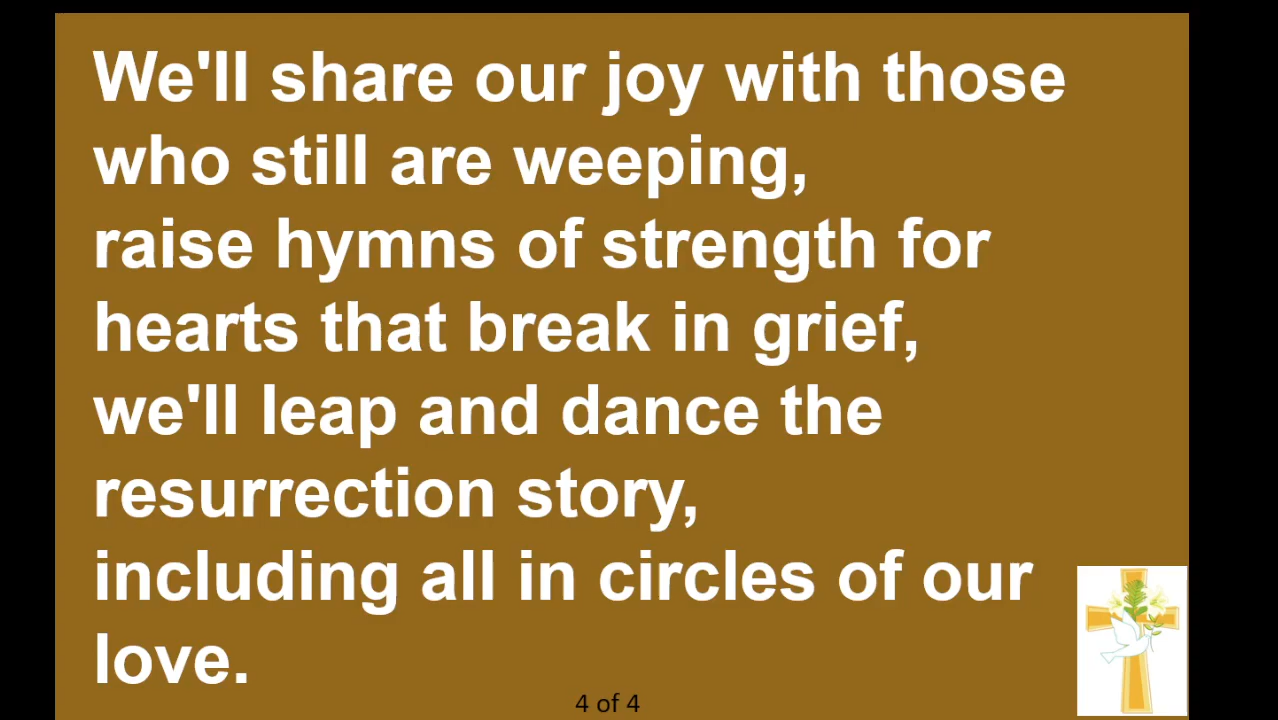 We'll share our joy with those
who still are weeping,
raise hymns of strength for
hearts that break in grief,
we'll leap and dance the
resurrection story,
including all in circles of our
love.
4 of 4